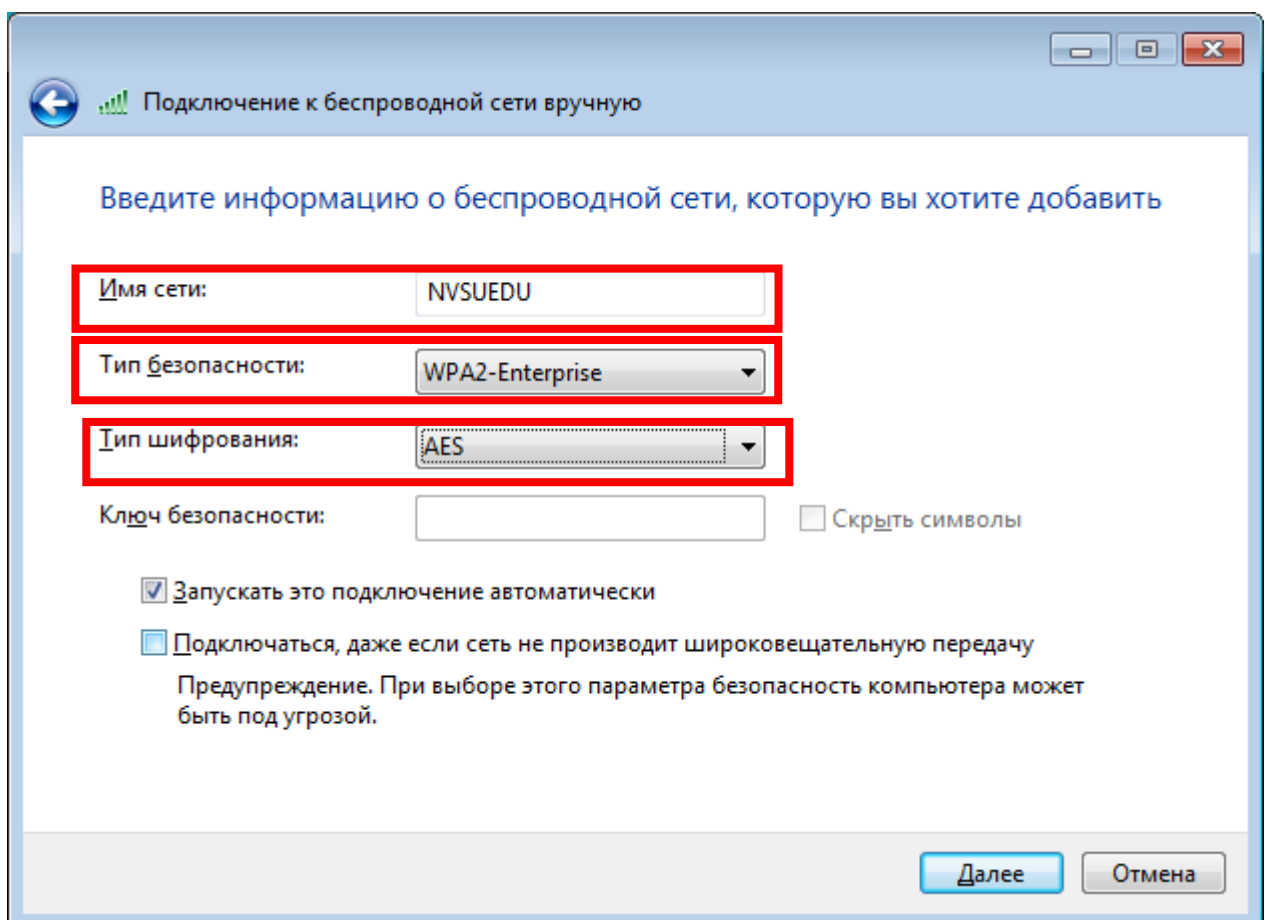 Подключение к беспроводной сети вручную
Введите информацию о беспроводной сети, которую вы хотите добавить
Имя сети: NVSUEDU
Тип безопасности: WPA2-Enterprise
Тип шифрования: AES
Ключ безопасности: Скрыть символы
Запускать это подключение автоматически
Подключаться, даже если сеть не производит широковещательную передачу
Предупреждение. При выборе этого параметра безопасность компьютера может
быть под угрозой.
Далее Отмена